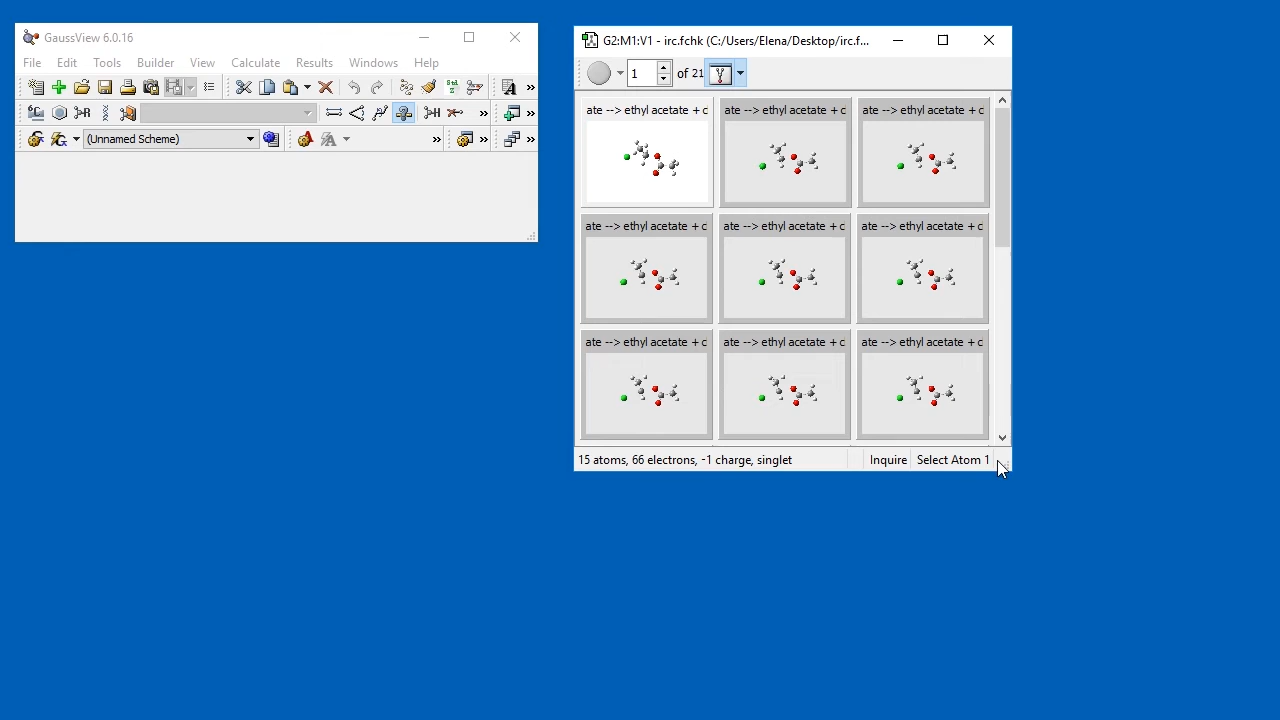 GaussView 6.0.16
File Edit Tools Builder View Calculate Results Windows Help
(Unnamed Scheme)
G2:M1:V1 - irc.fchk (C:/Users/Elena/Desktop/irc.f...
1 of 21
ate --> ethyl acetate + c
ate --> ethyl acetate + c
ate --> ethyl acetate + c
ate --> ethyl acetate + c
ate --> ethyl acetate + c
ate --> ethyl acetate + c
ate --> ethyl acetate + c
ate --> ethyl acetate + c
ate --> ethyl acetate + c
15 atoms, 66 electrons, -1 charge, singlet
Inquire
Select Atom 1